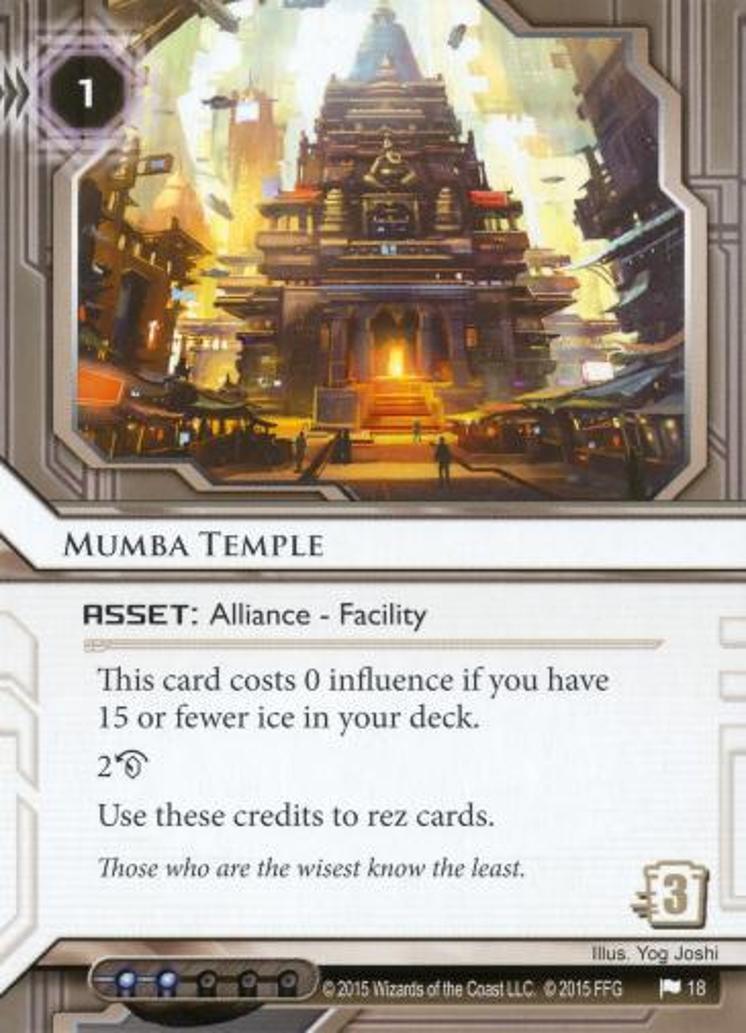 1
MUMBA TEMPLE
ASSET: Alliance - Facility
This card costs 0 influence if you have
15 or fewer ice in your deck.
2
Use these credits to rez cards.
Those who are the wisest know the least.
3
Illus. Yog Joshi
© 2015 Wizards of the Coast LLC. © 2015 FFG 18